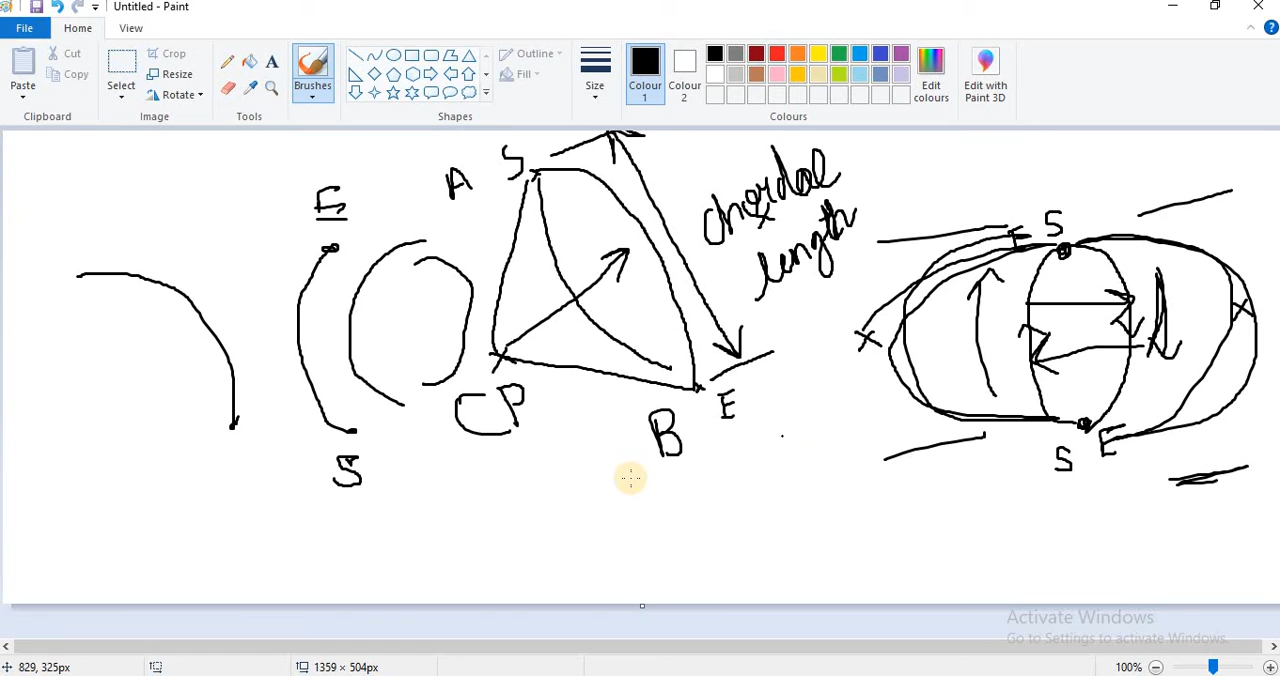 Untitled - Paint
File
Home
View
Paste
Cut
Copy
Clipboard
Select
Crop
Resize
Rotate
Image
A
Tools
Brushes
Shapes
Outline
Fill
Size
Colour 1
Colour 2
Edit colours
Edit with Paint 3D
Colours
E
S
A
S
CP
B
E
chordal
length
S
E
S
Activate Windows
Go to Settings to activate Windows.
829, 325px
1359 × 504px
100%